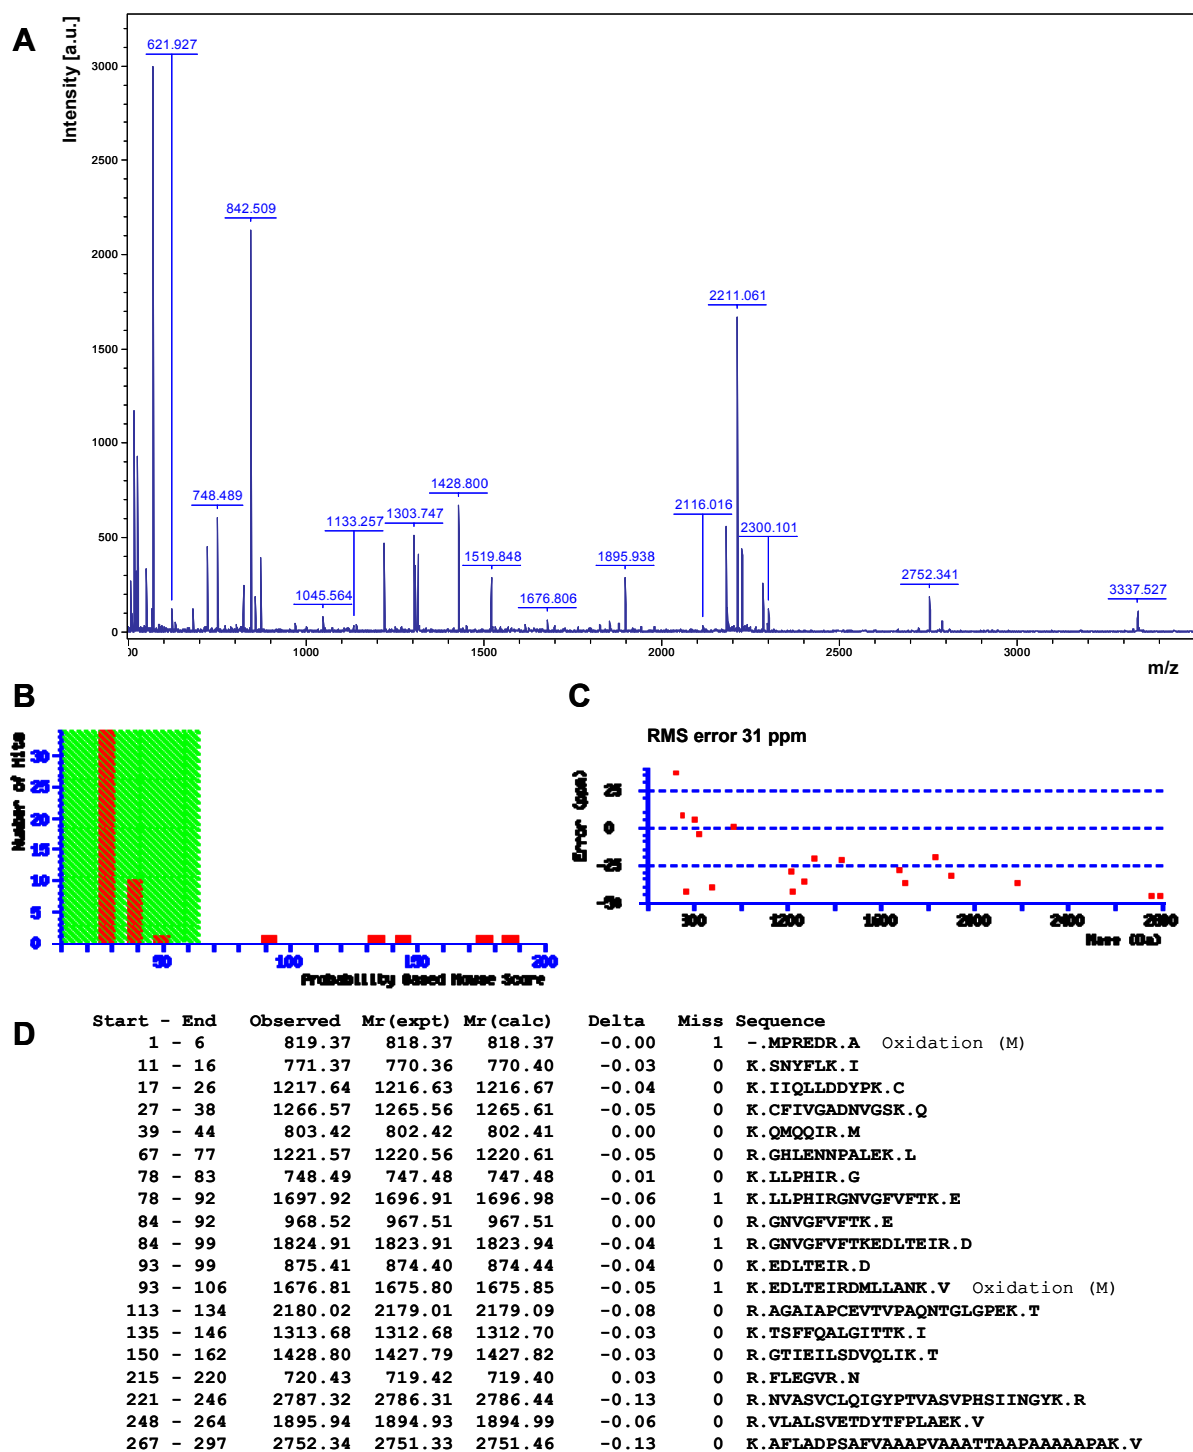 A
Intensity [a.u.]
621.927
3000
2500
842.509
2000
2211.061
1500
1000
1428.800
748.489
2116.016
1133.257
1303.747
2300.101
500
1519.848
1895.938
2752.341
3337.527
1045.564
1676.806
0
00 1000 1500 2000 2500 3000
m/z
B
C
RMS error 31 ppm
Number of Hits
30
25
20
15
10
5
0
50 100 150 200
Probability Based Mowse Score
Error (ppm)
25
0
-25
-50
800 1200 1600 2000 2400 2800
Mass (Da)
D
Start - End Observed Mr(expt) Mr(calc) Delta Miss Sequence
1 - 6 819.37 818.37 818.37 -0.00 1 -.MPREDR.A Oxidation (M)
11 - 16 771.37 770.36 770.40 -0.03 0 K.SNYFLK.I
17 - 26 1217.64 1216.63 1216.67 -0.04 0 K.IIQLLDDYPK.C
27 - 38 1266.57 1265.56 1265.61 -0.05 0 K.CFIVGADNVGSK.Q
39 - 44 803.42 802.42 802.41 0.00 0 K.QMQQIR.M
67 - 77 1221.57 1220.56 1220.61 -0.05 0 R.GHLENNPALEK.L
78 - 83 748.49 747.48 747.48 0.01 0 K.LLPHIR.G
78 - 92 1697.92 1696.91 1696.98 -0.06 1 K.LLPHIRGNVGFVFTK.E
84 - 92 968.52 967.51 967.51 0.00 0 R.GNVGFVFTK.E
84 - 99 1824.91 1823.91 1823.94 -0.04 1 R.GNVGFVFTKEDLTEIR.D
93 - 99 875.41 874.40 874.44 -0.04 0 K.EDLTEIR.D
93 - 106 1676.81 1675.80 1675.85 -0.05 1 K.EDLTEIRDMLLANK.V Oxidation (M)
113 - 134 2180.02 2179.01 2179.09 -0.08 0 R.AGAIAPCEVTVPAQNTGLGPEK.T
135 - 146 1313.68 1312.68 1312.70 -0.03 0 K.TSFFQALGITTK.I
150 - 162 1428.80 1427.79 1427.82 -0.03 0 R.GTIEILSDVQLIK.T
215 - 220 720.43 719.42 719.40 0.03 0 R.FLEGVR.N
221 - 246 2787.32 2786.31 2786.44 -0.13 0 R.NVASVCLQIGYPTVASVPHSIINGYK.R
248 - 264 1895.94 1894.93 1894.99 -0.06 0 R.VLALSVETDYTFPLAEK.V
267 - 297 2752.34 2751.33 2751.46 -0.13 0 K.AFLADPSAFVAAAPVAAATTAAPAAAAAPAK.V